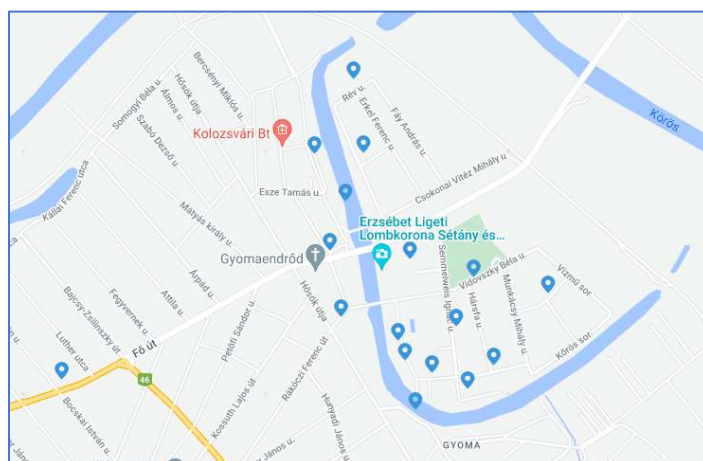 Somogyi Béla u.
Szabó Dezső u.
Álmos u.
Hősök útja
Bercsényi Miklós u.
Rév u.
Erkel Ferenc u.
Fáy András u.
Körös
Kolozsvári Bt
Kállai Ferenc utca
Esze Tamás u.
Csokonai Vitéz Mihály u.
Mátyás király u.
Erzsébet Ligeti
Lombkorona Sétány és...
Gyomaendrőd
Semmelweis Ignác u.
Vidovszky Béla u.
Vízmű sor
Árpád u.
Attila u.
Fegyvernek u.
Bajcsy-Zsilinszky út
Luther utca
Fő út
Petőfi Sándor u.
Hősök útja
Hársfa u.
Munkácsy Mihály u.
Kőrös sor
Rákóczi Ferenc út
46
Kossuth Lajos út
Hunyadi János u.
Bocskai István u.
GYOMA
János u.